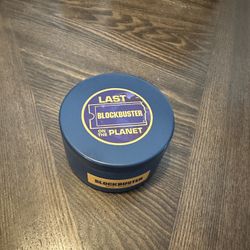 LAST
BLOCKBUSTER
ON THE
PLANET
BLOCKBUSTER